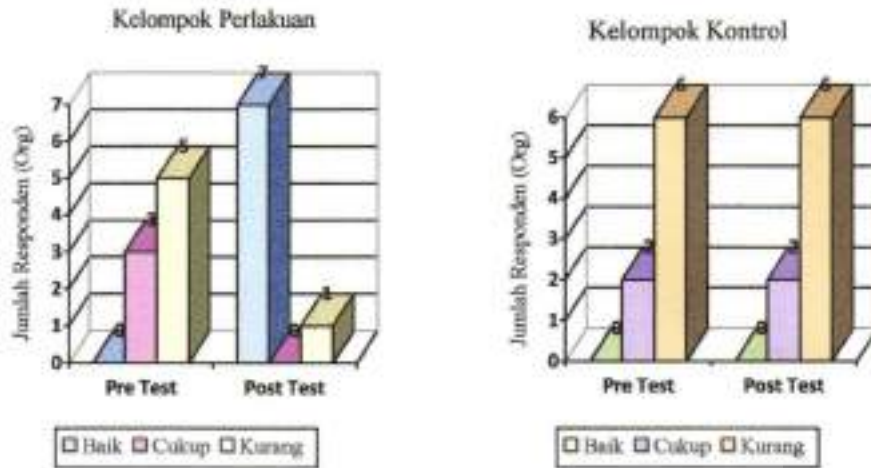 Kelompok Perlakuan
Jumlah Responden (Org)
7
6
5
4
3
2
1
0
0
3
5
7
0
1
Pre Test
Post Test
Baik Cukup Kurang
Kelompok Kontrol
Jumlah Responden (Org)
6
5
4
3
2
1
0
0
2
6
0
2
6
Pre Test
Post Test
Baik Cukup Kurang